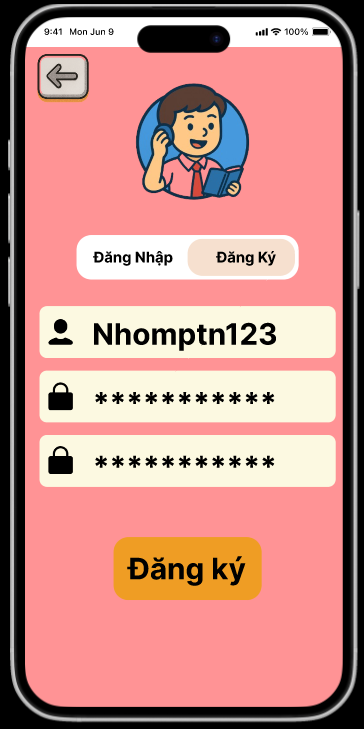 9:41 Mon Jun 9 100%
Đăng Nhập Đăng Ký
Nhomptn123
***********
***********
Đăng ký